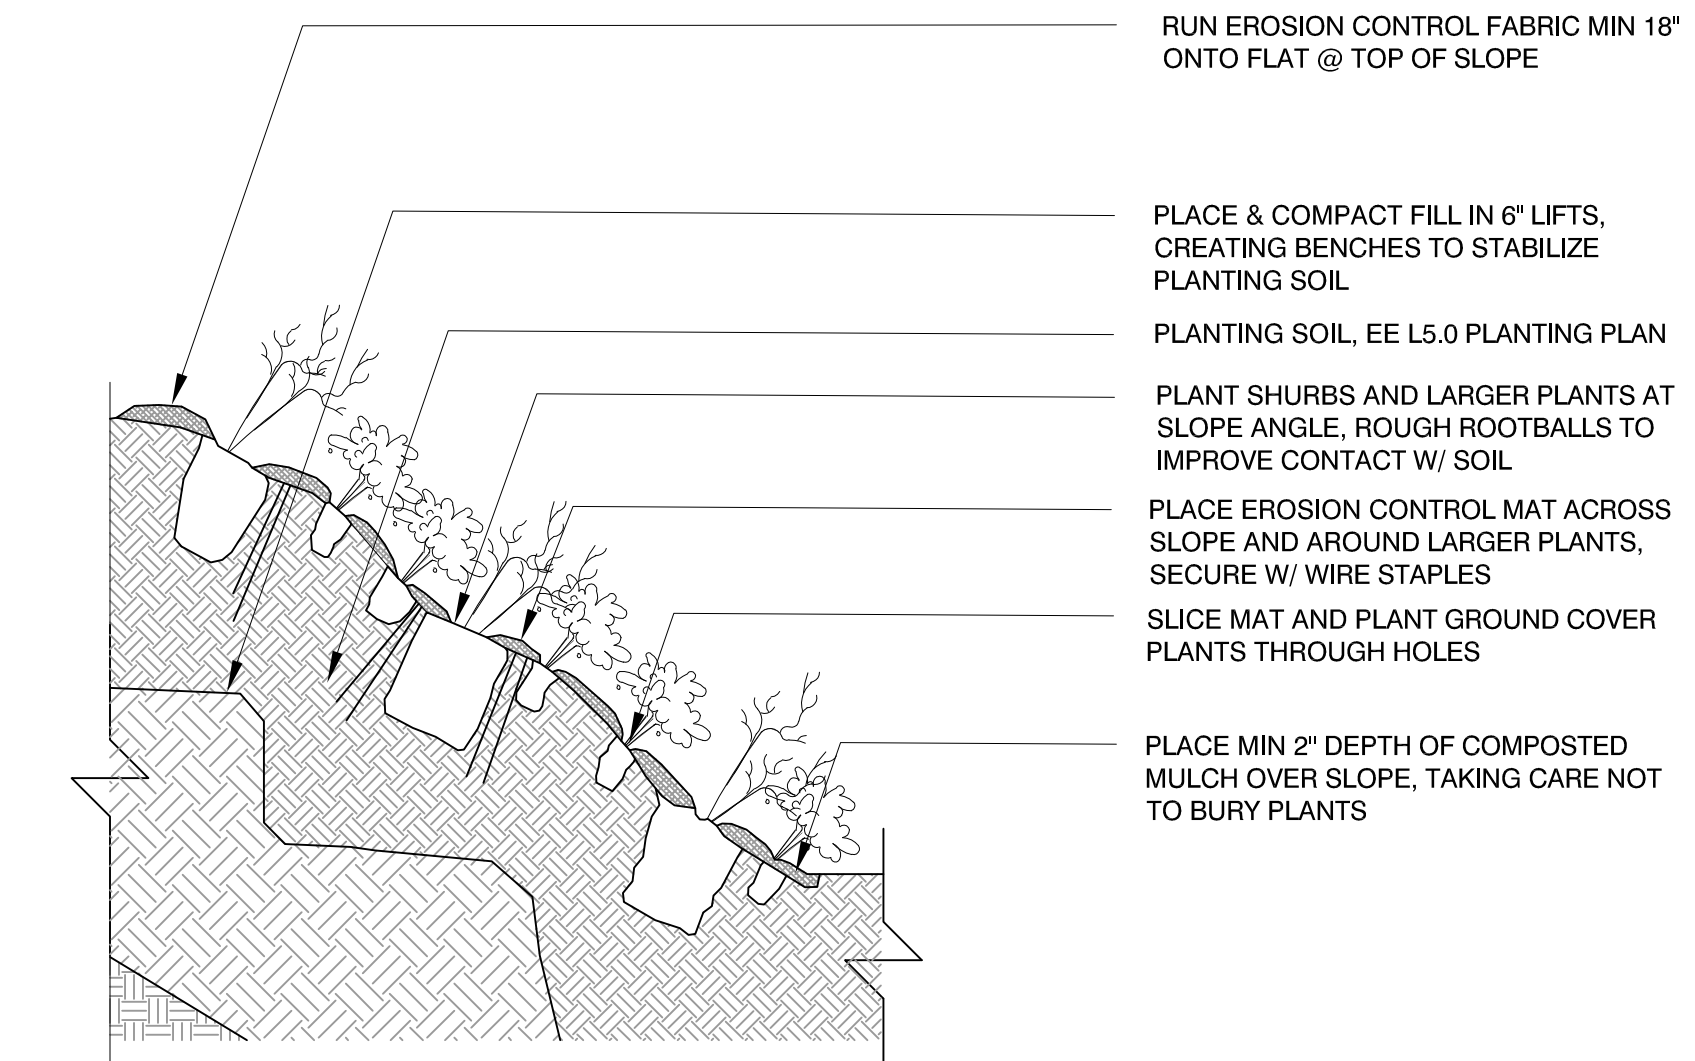 RUN EROSION CONTROL FABRIC MIN 18"
ONTO FLAT @ TOP OF SLOPE
PLACE & COMPACT FILL IN 6" LIFTS,
CREATING BENCHES TO STABILIZE
PLANTING SOIL
PLANTING SOIL, EE L5.0 PLANTING PLAN
PLANT SHURBS AND LARGER PLANTS AT
SLOPE ANGLE, ROUGH ROOTBALLS TO
IMPROVE CONTACT W/ SOIL
PLACE EROSION CONTROL MAT ACROSS
SLOPE AND AROUND LARGER PLANTS,
SECURE W/ WIRE STAPLES
SLICE MAT AND PLANT GROUND COVER
PLANTS THROUGH HOLES
PLACE MIN 2" DEPTH OF COMPOSTED
MULCH OVER SLOPE, TAKING CARE NOT
TO BURY PLANTS